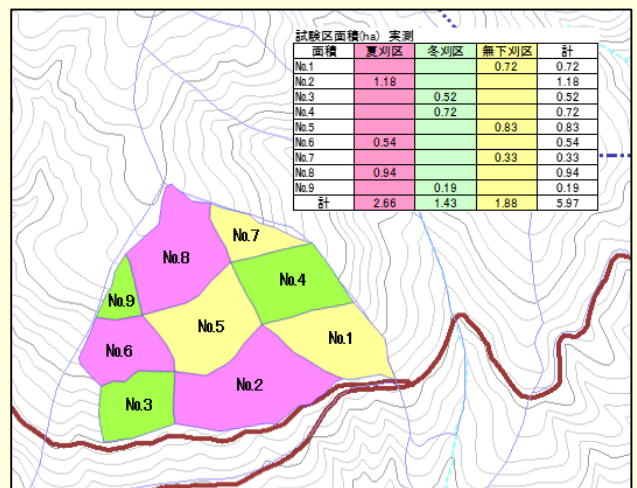 試験区面積(ha) 実測
面積 夏刈区 冬刈区 無下刈区 計
No.1 0.72 0.72
No.2 1.18 1.18
No.3 0.52 0.52
No.4 0.72 0.72
No.5 0.83 0.83
No.6 0.54 0.54
No.7 0.33 0.33
No.8 0.94 0.94
No.9 0.19 0.19
計 2.66 1.43 1.88 5.97
No.7
No.8
No.4
No.9
No.5
No.1
No.6
No.2
No.3